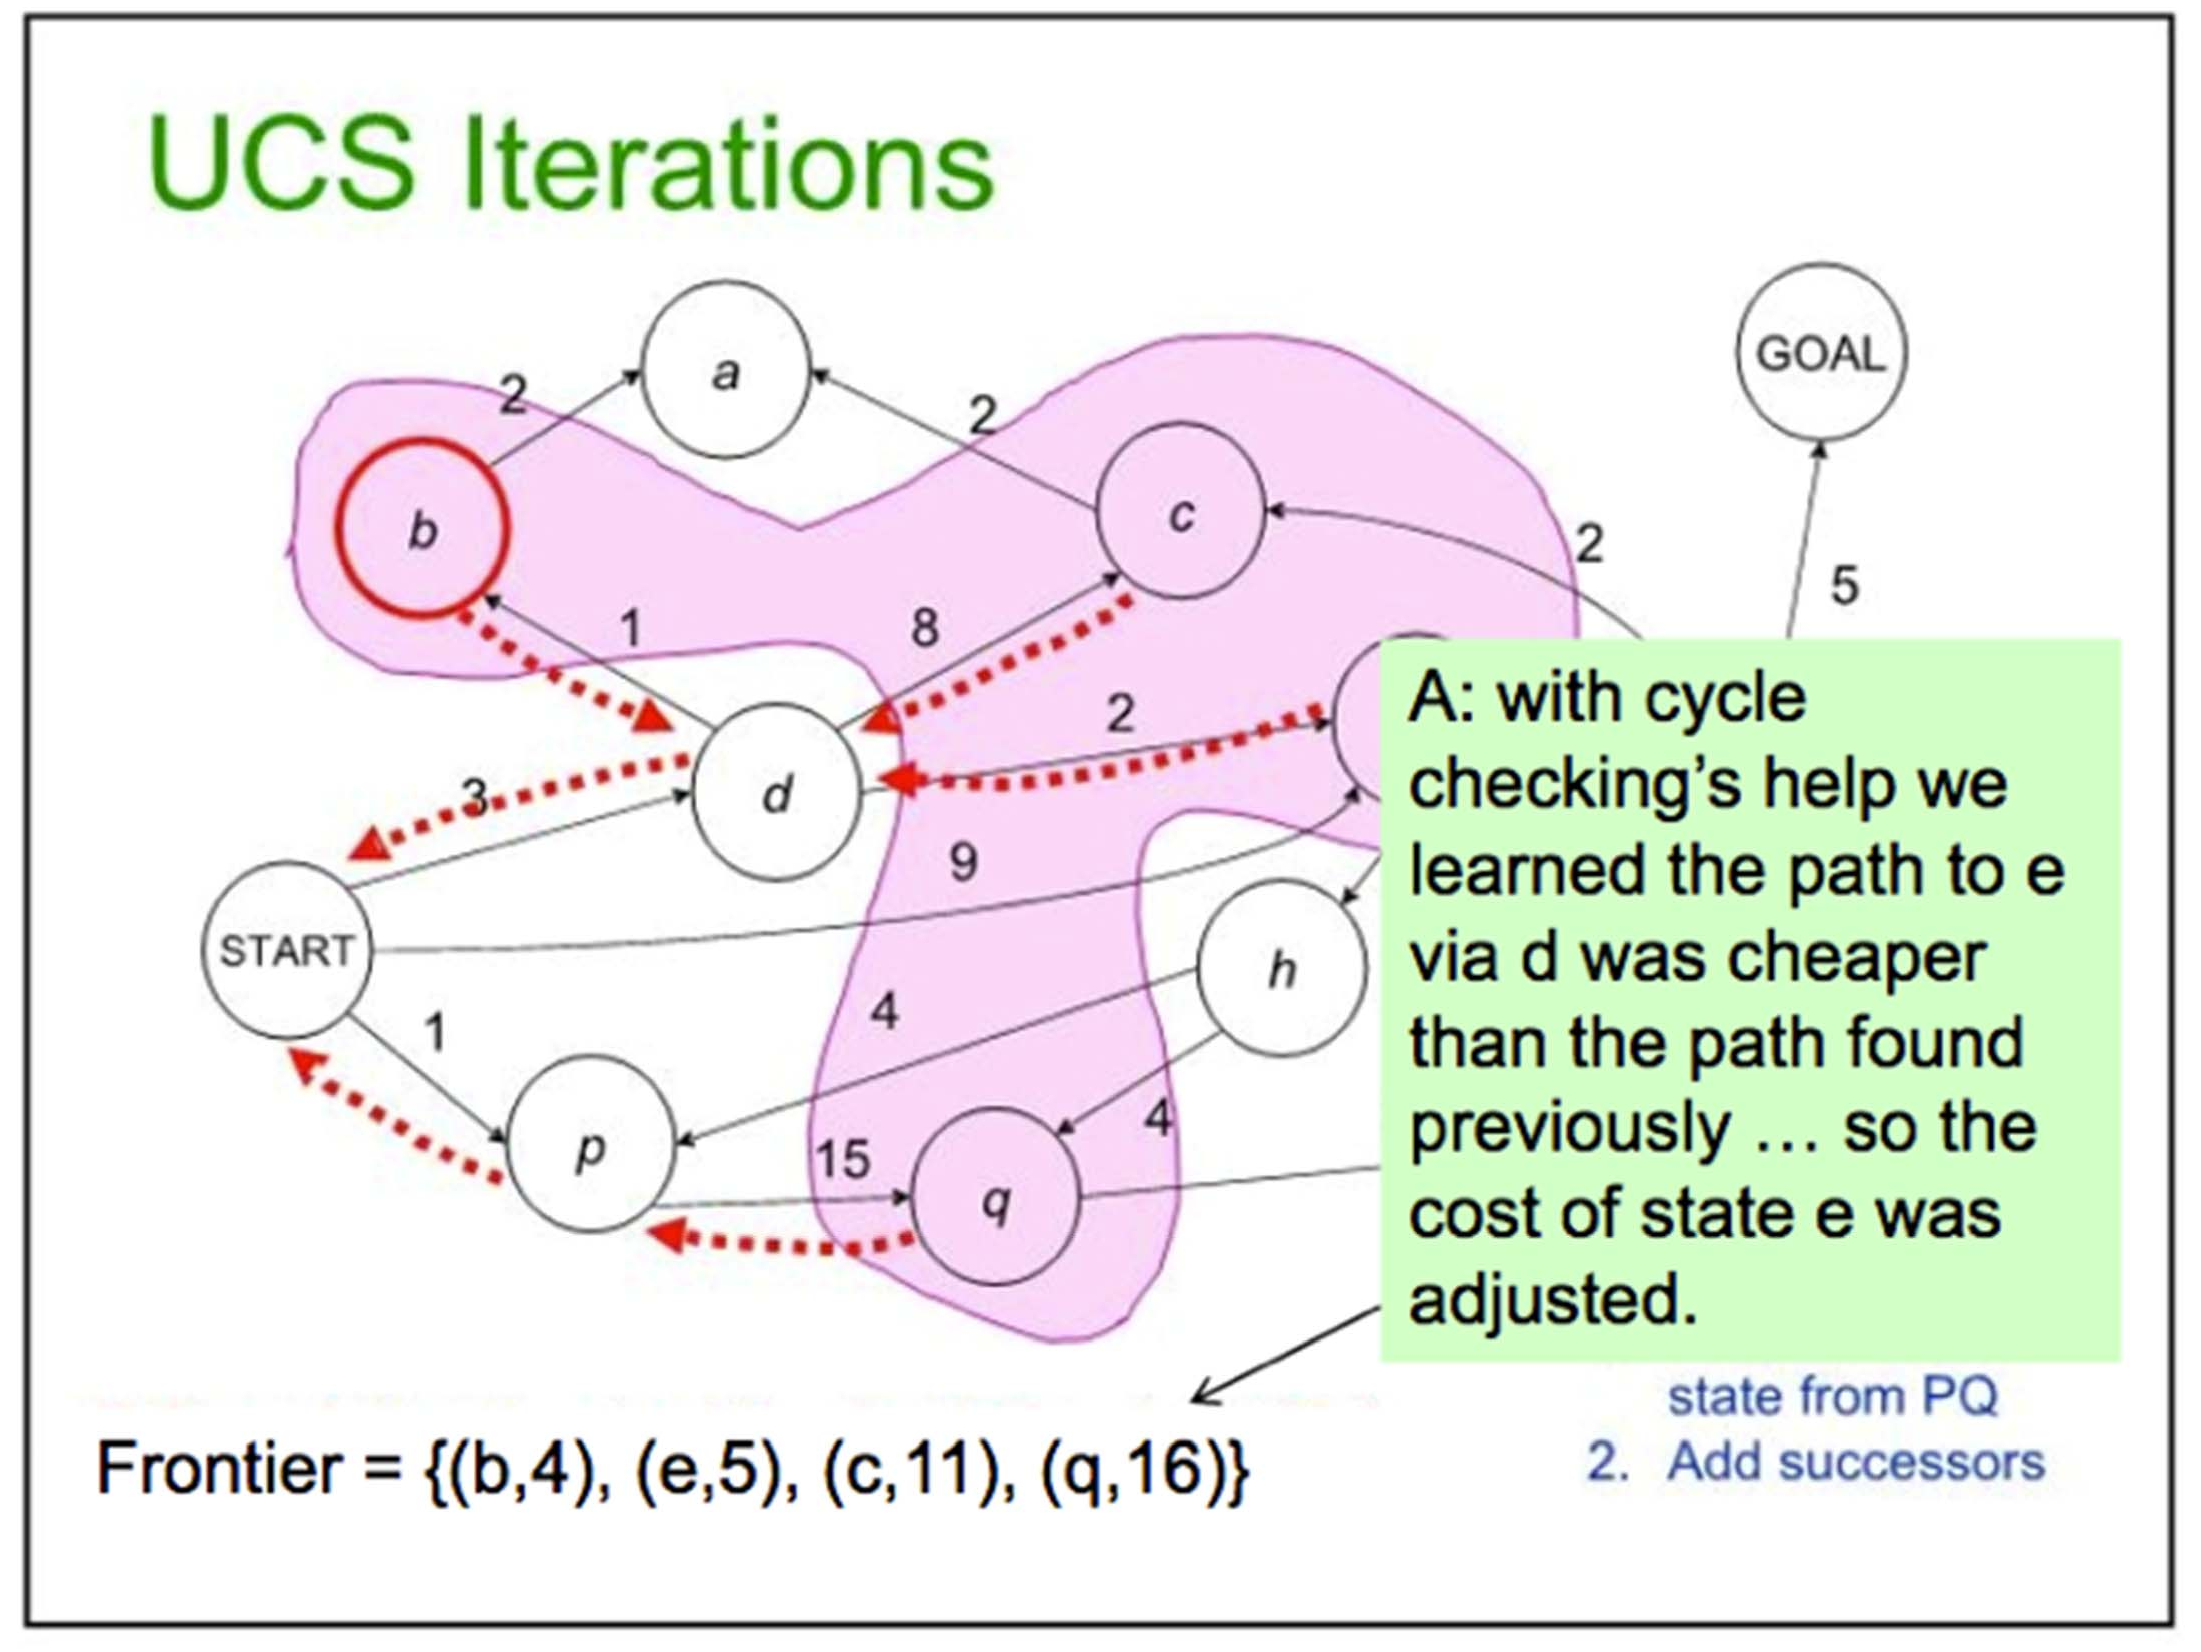 UCS Iterations
a
GOAL
2
2
b
c
2
5
1
8
2
3
d
9
START
h
4
1
p
15
q
4
A: with cycle
checking's help we
learned the path to e
via d was cheaper
than the path found
previously … so the
cost of state e was
adjusted.
state from PQ
2. Add successors
Frontier = {(b,4), (e,5), (c,11), (q,16)}